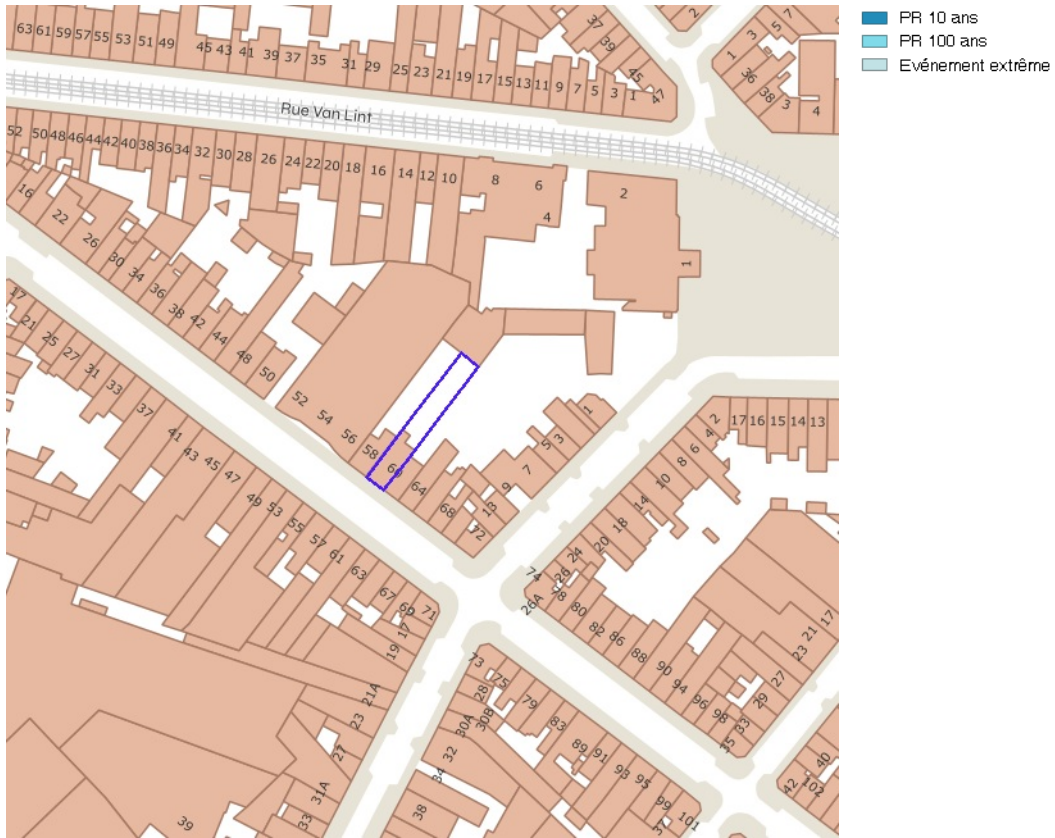 PR 10 ans
PR 100 ans
Evénement extrême
63 61 59 57 55 53 51 49 45 43 41 39 37 35 31 29 25 23 21 19 17 15 13 11 9 7 5 3 1 47
37 39 45
2
1 3 5 7
36 38 3 4
Rue Van Lint
52 50 48 46 44 42 40 38 36 34 32 30 28 26 24 22 20 18 16 14 12 10 8 6 4
2
1
16 22 26 30 34 36 38 42 44 48 50
52 54 56 58 60 64 68 72
13 9 7 5 3 1
17 21 25 27 31 33 37 41 43 45 47 49 53 55 57 61 63 67 69 71
17 19 21A 23 27 31A 33 39
2 4 6 8 10 14 18 20 24 26 26A
17 16 15 14 13
74 78 80 82 86 88 90 94 96 98
35 33 29 27 23 21 17
73 75 79 83 89 91 93 95 99 101
28 30A 30B 32 34 38
37
42 102 40